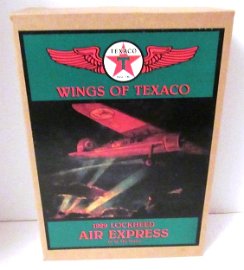 TEXACO
WINGS OF TEXACO
1929 LOCKHEED
AIR EXPRESS